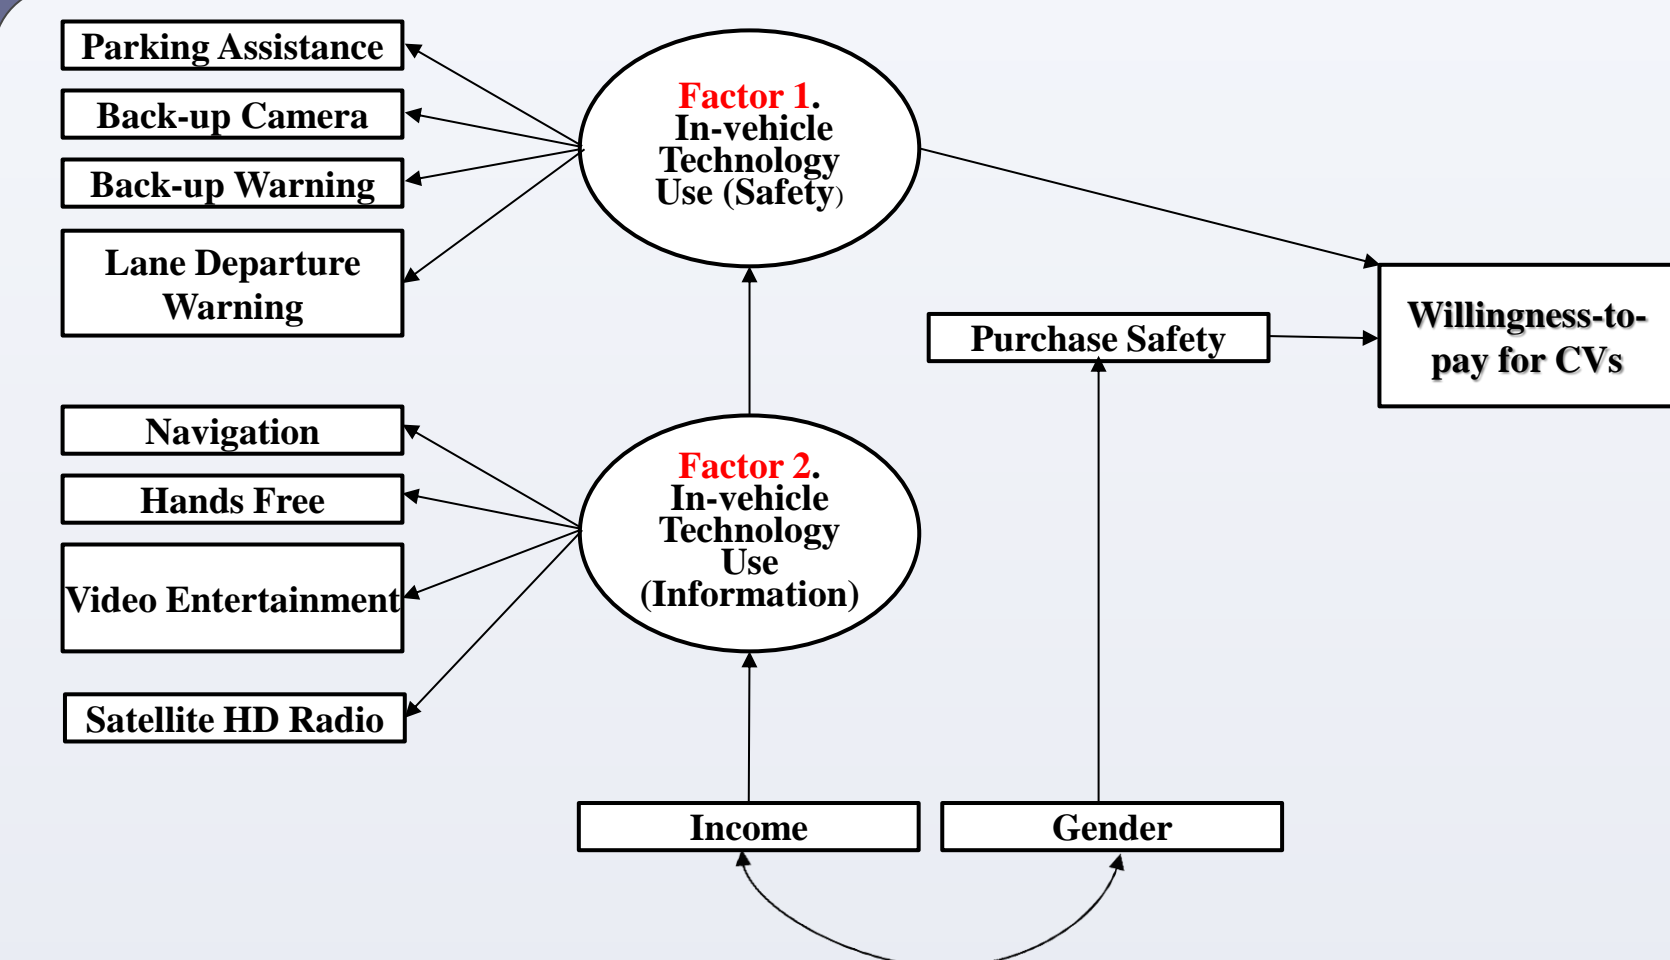 Parking Assistance
Back-up Camera
Back-up Warning
Lane Departure
Warning
Factor 1.
In-vehicle
Technology
Use (Safety)
Purchase Safety
Willingness-to-
pay for CVs
Navigation
Hands Free
Video Entertainment
Satellite HD Radio
Factor 2.
In-vehicle
Technology
Use
(Information)
Income
Gender